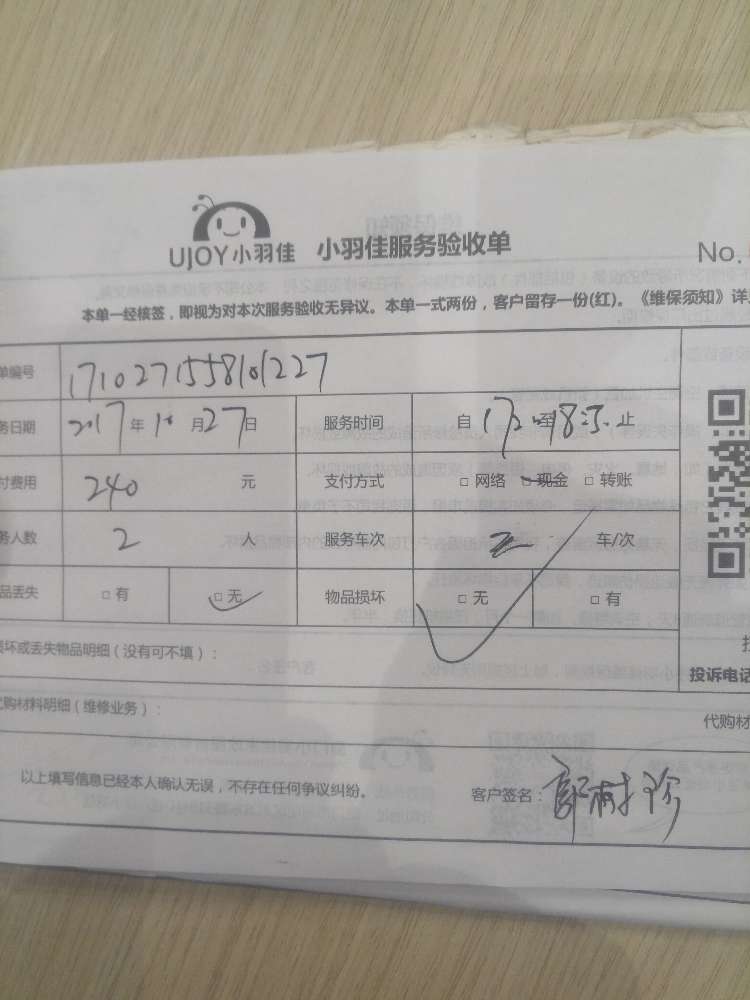 UJOY小羽佳 小羽佳服务验收单
No.
本单一经核签，即视为对本次服务验收无异议。本单一式两份，客户留存一份(红)。《维保须知》详
单编号 1710271558101227
务日期 2017年10月27日 服务时间 自 至 止
付费用 240 元 支付方式 □ 网络 □ 现金 □ 转账
务人数 2 人 服务车次 车/次
品丢失 □ 有 □ 无 物品损坏 □ 无 □ 有
损坏或丢失物品明细（没有可不填）：
投诉电话
代购材料明细（维修业务）：
代购材
以上填写信息已经本人确认无误，不存在任何争议纠纷。 客户签名：郭树珍